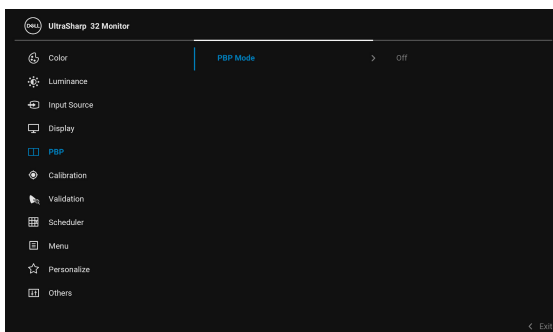 DELL UltraSharp 32 Monitor
Color
PBP Mode > Off
Luminance
Input Source
Display
PBP
Calibration
Validation
Scheduler
Menu
Personalize
Others
< Exit